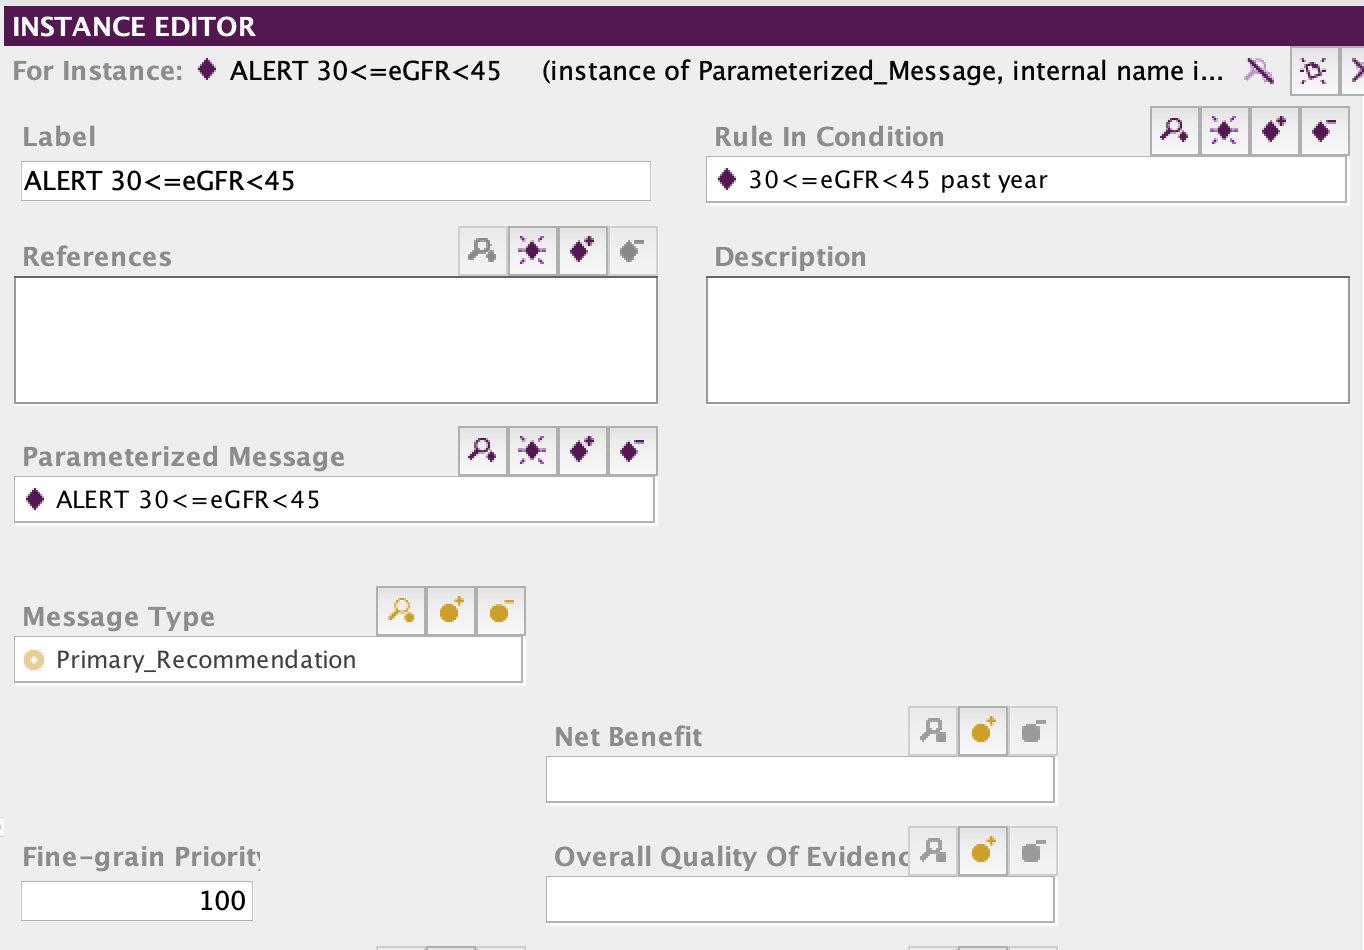 INSTANCE EDITOR
For Instance: ALERT 30<=eGFR<45 (instance of Parameterized_Message, internal name i...
Label
Rule In Condition
ALERT 30<=eGFR<45
30<=eGFR<45 past year
References
Description
Parameterized Message
ALERT 30<=eGFR<45
Message Type
Primary_Recommendation
Net Benefit
Fine-grain Priority
Overall Quality Of Evidenc
100